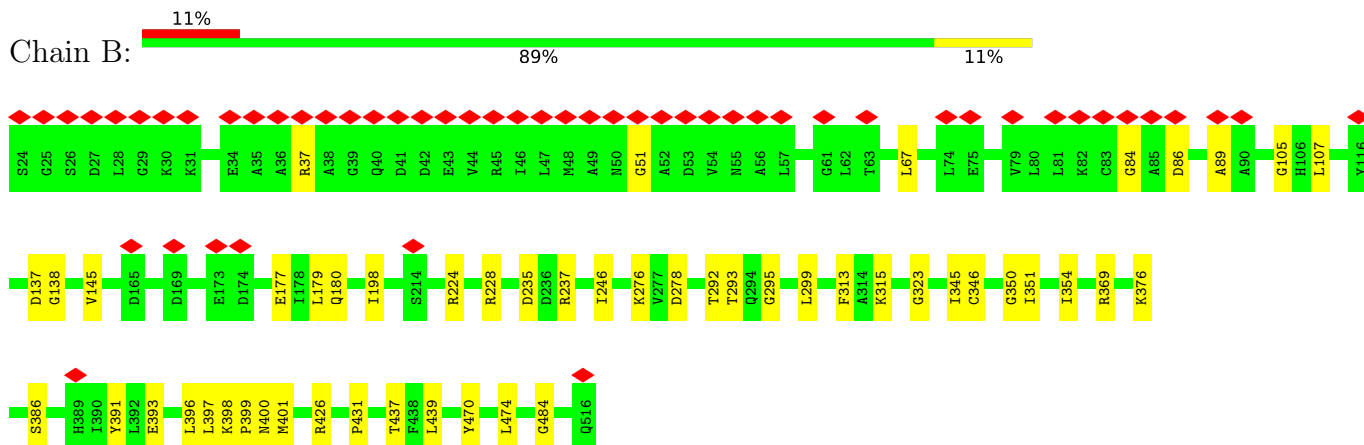 11%
Chain B:
89% 11%
S24 G25 S26 D27 L28 G29 K30 K31 E34 A35 A36 R37 A38 G39 Q40 D41 D42 E43 V44 R45 I46 L47 M48 A49 N50 G51 A52 D53 V54 N55 A56 L57 G61 L62 T63 L67 L74 E75 V79 L80 L81 K82 C83 G84 A85 D86 A89 A90 G105 H106 L107 Y116
D137 G138 V145 D165 D169 E173 D174 E177 I178 L179 Q180 I198 S214 R224 R228 D235 D236 R237 I246 K276 V277 D278 T292 T293 Q294 G295 L299 F313 A314 K315 G323 I345 C346 G350 I351 I354 R369 K376
S386 H389 I390 Y391 L392 E393 L396 L397 K398 P399 N400 M401 R426 P431 T437 F438 L439 Y470 L474 G484 Q516